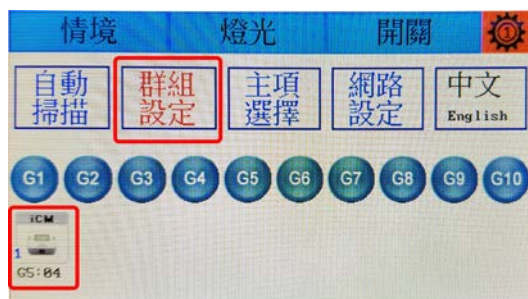 情境 燈光 開關 1
自動掃描 群組設定 主項選擇 網路設定 中文 English
G1 G2 G3 G4 G5 G6 G7 G8 G9 G10
iCM
1
G5:04